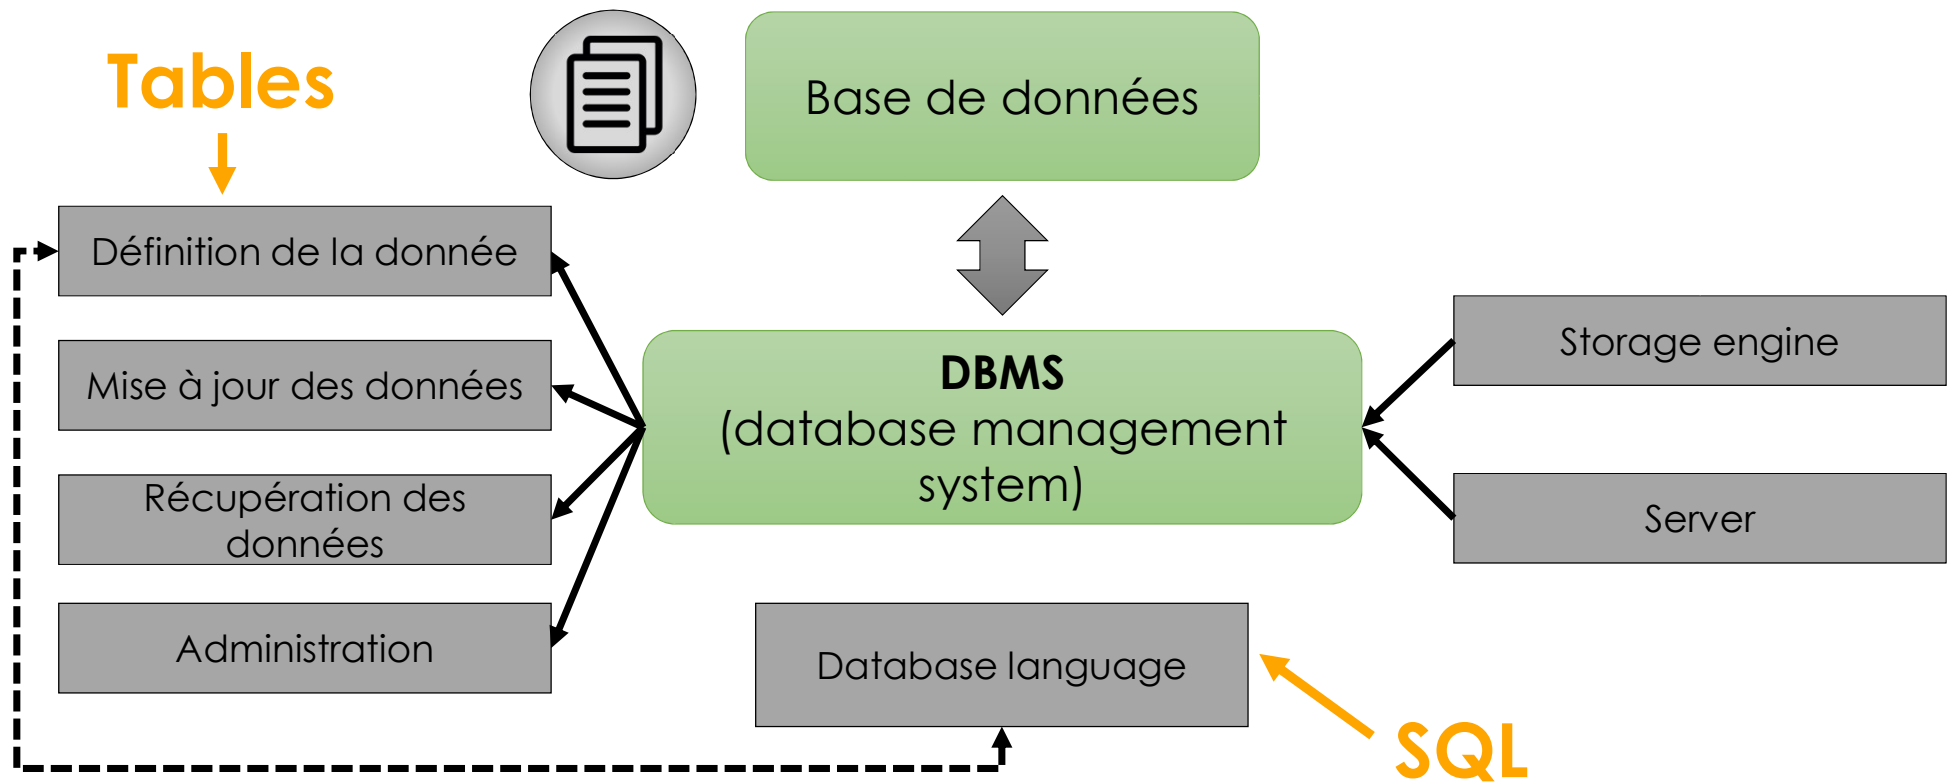 Tables
Base de données
Définition de la donnée
Mise à jour des données
Récupération des
données
Administration
DBMS
(database management
system)
Storage engine
Server
Database language
SQL